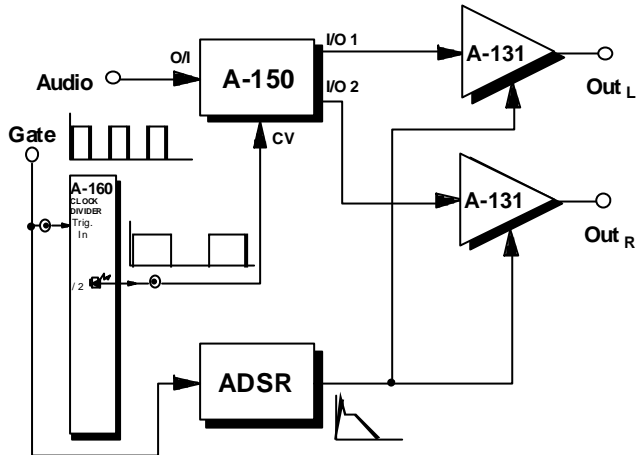 I/O 1
O/I
A-150
A-131
Audio
I/O 2
Out L
Gate
CV
A-160
CLOCK
DIVIDER
Trig.
In
A-131
Out R
/ 2
ADSR